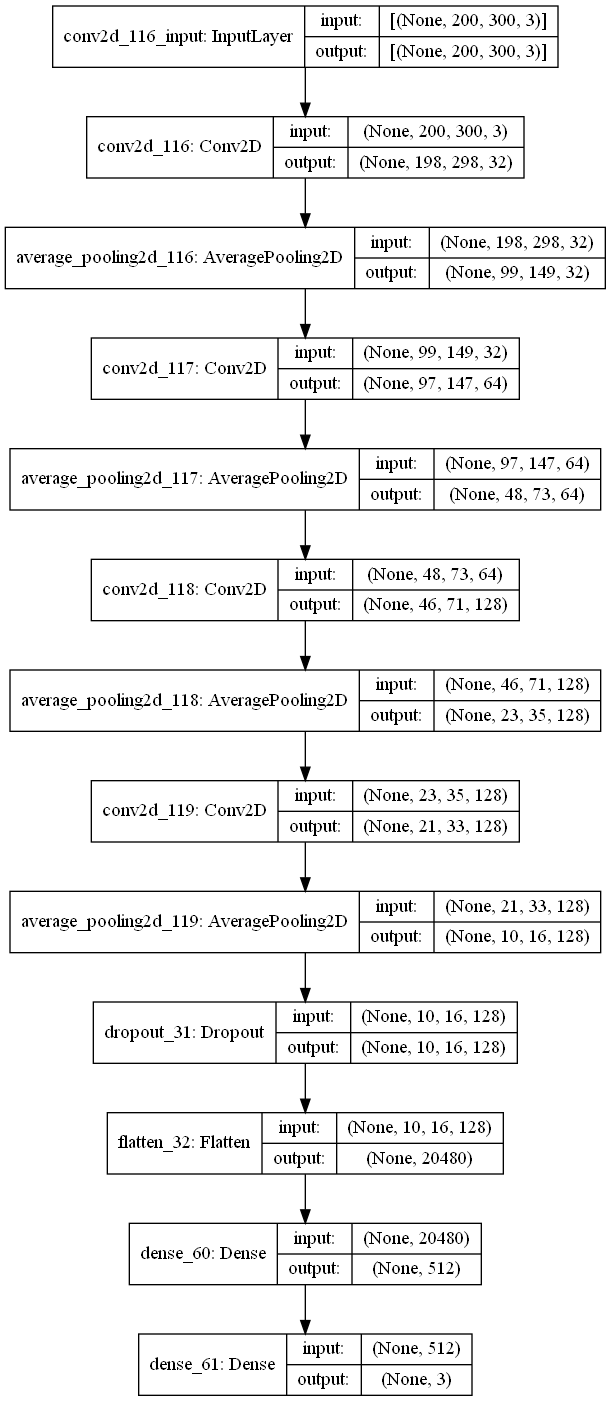 conv2d_116_input: InputLayer
input: [(None, 200, 300, 3)]
output: [(None, 200, 300, 3)]
conv2d_116: Conv2D
input: (None, 200, 300, 3)
output: (None, 198, 298, 32)
average_pooling2d_116: AveragePooling2D
input: (None, 198, 298, 32)
output: (None, 99, 149, 32)
conv2d_117: Conv2D
input: (None, 99, 149, 32)
output: (None, 97, 147, 64)
average_pooling2d_117: AveragePooling2D
input: (None, 97, 147, 64)
output: (None, 48, 73, 64)
conv2d_118: Conv2D
input: (None, 48, 73, 64)
output: (None, 46, 71, 128)
average_pooling2d_118: AveragePooling2D
input: (None, 46, 71, 128)
output: (None, 23, 35, 128)
conv2d_119: Conv2D
input: (None, 23, 35, 128)
output: (None, 21, 33, 128)
average_pooling2d_119: AveragePooling2D
input: (None, 21, 33, 128)
output: (None, 10, 16, 128)
dropout_31: Dropout
input: (None, 10, 16, 128)
output: (None, 10, 16, 128)
flatten_32: Flatten
input: (None, 10, 16, 128)
output: (None, 20480)
dense_60: Dense
input: (None, 20480)
output: (None, 512)
dense_61: Dense
input: (None, 512)
output: (None, 3)